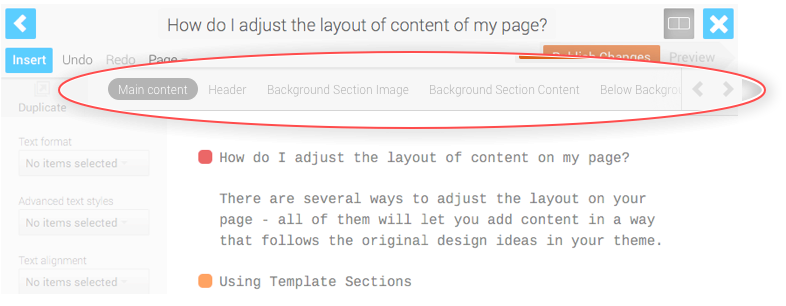 How do I adjust the layout of content of my page?
Insert Undo Redo Page Publish Changes Preview
Main content Header Background Section Image Background Section Content Below Backgro
Duplicate
Text format
No items selected
Advanced text styles
No items selected
Text alignment
No items selected
How do I adjust the layout of content on my page?
There are several ways to adjust the layout on your
page - all of them will let you add content in a way
that follows the original design ideas in your theme.
Using Template Sections